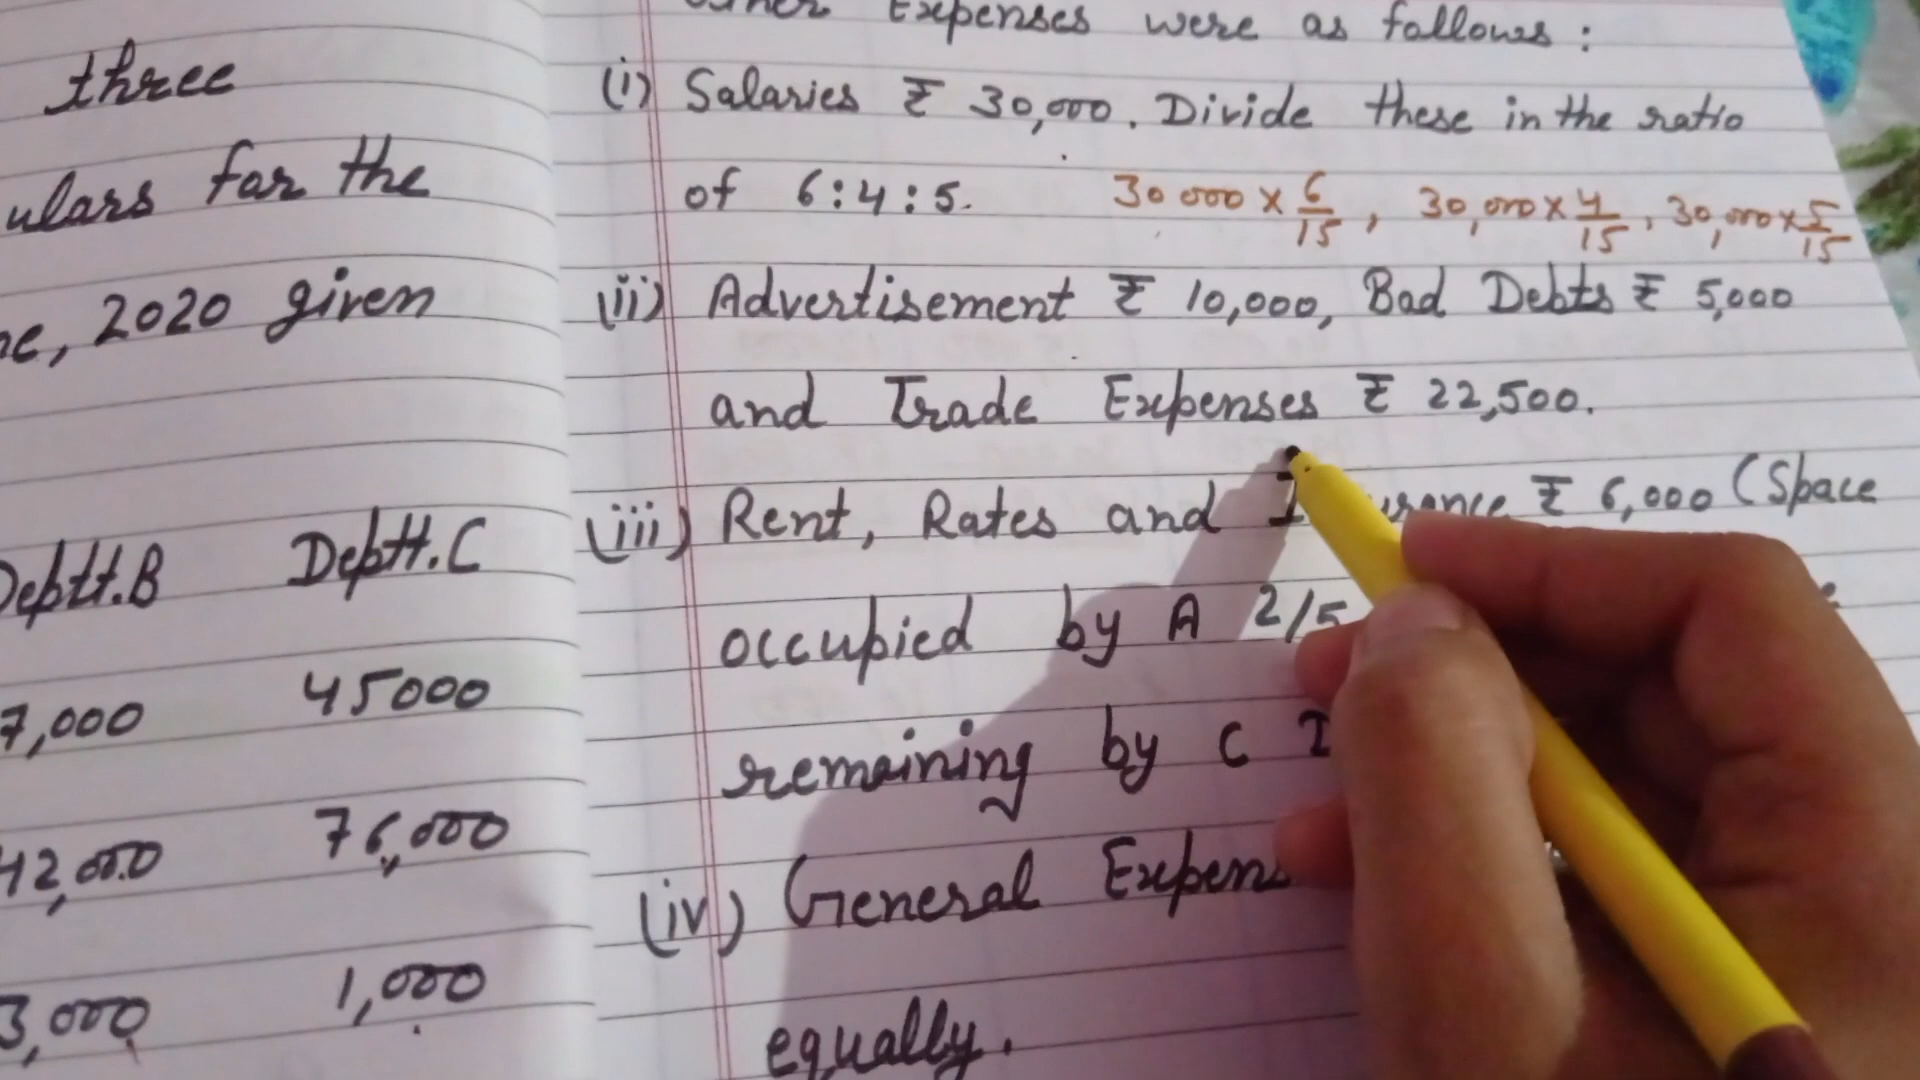 three
for the
2020 given
Deptt.B Deptt.C
7,000 45000
42,000 76,000
3,000 1,000
Expenses were as follows :
(i) Salaries ₹ 30,000. Divide these in the ratio
of 6:4:5. 30000 × 6/15, 30,000 × 4/15, 30,000 × 5/15
(ii) Advertisement ₹ 10,000, Bad Debts ₹ 5,000
and Trade Expenses ₹ 22,500.
(iii) Rent, Rates and ₹ 6,000 (Space
occupied by A 2/5
remaining by C
(iv) General
equally.